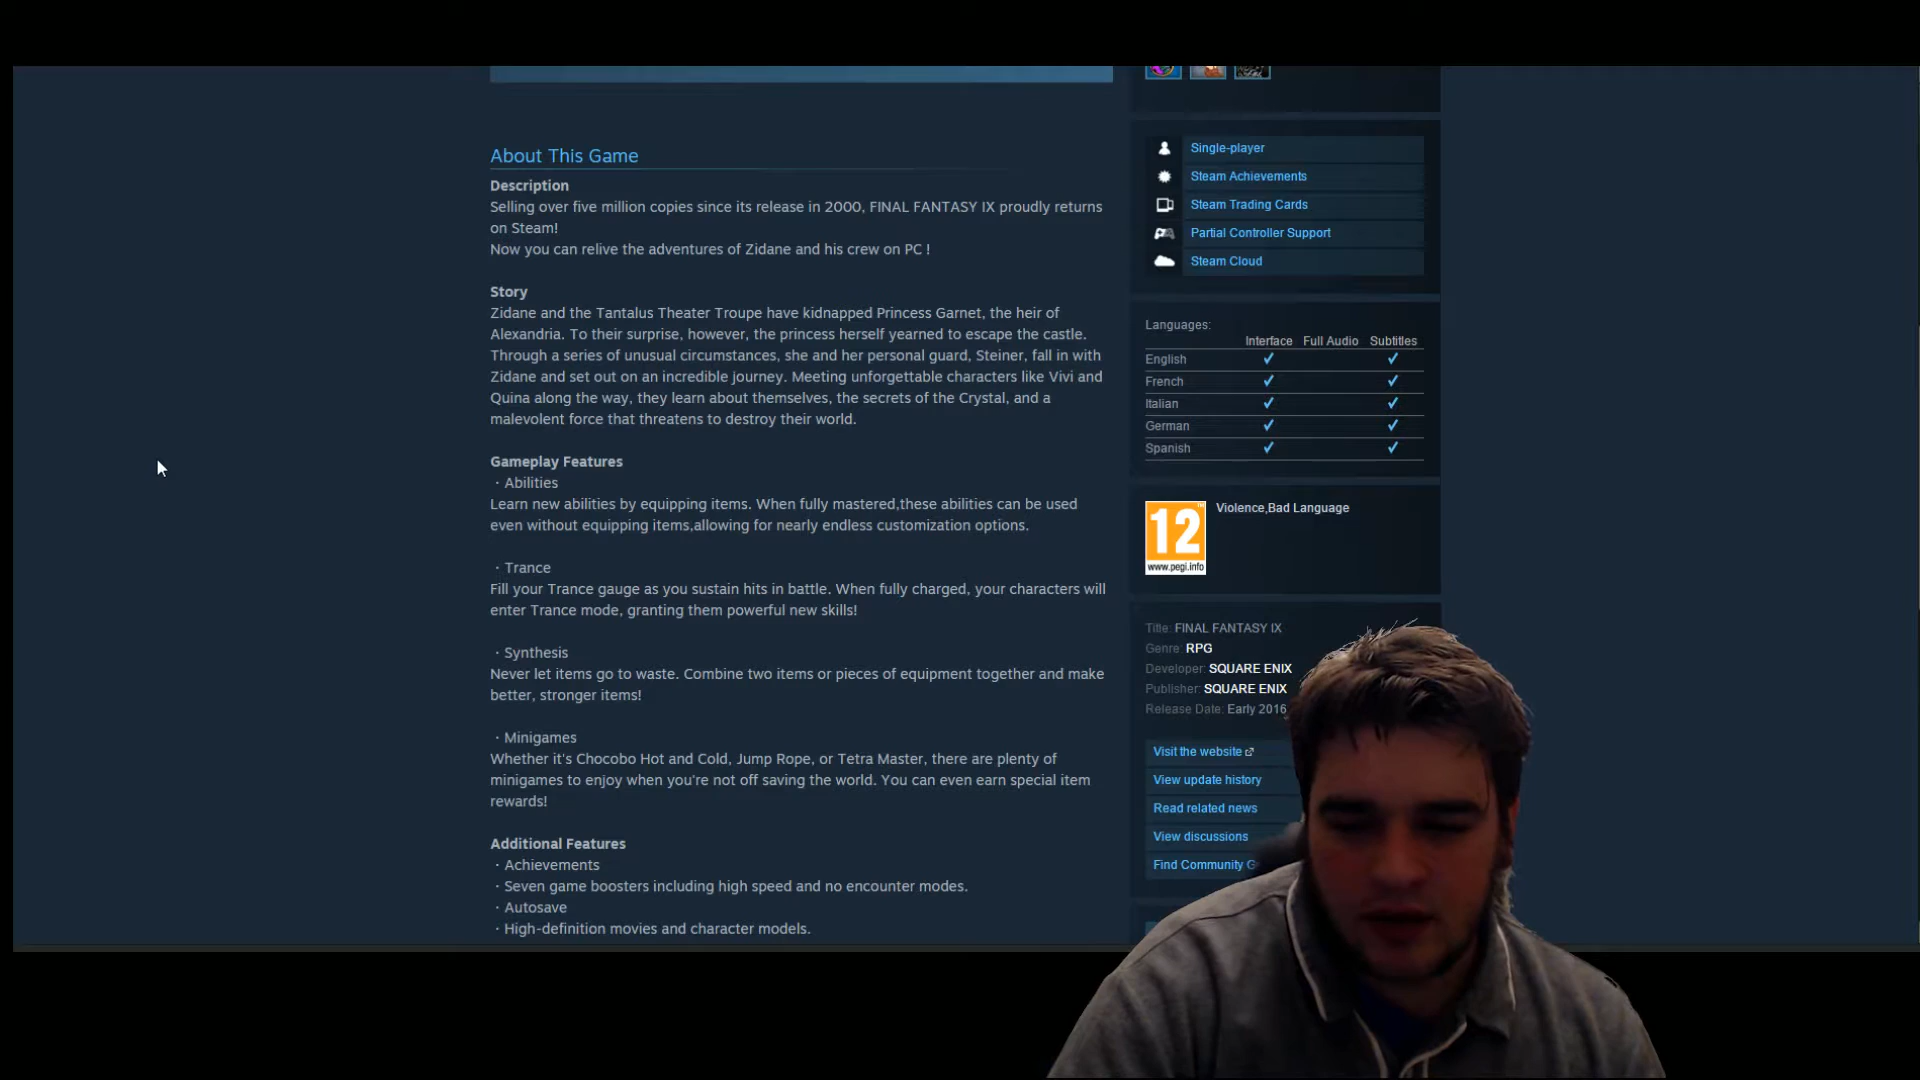 About This Game
Description
Selling over five million copies since its release in 2000, FINAL FANTASY IX proudly returns
on Steam!
Now you can relive the adventures of Zidane and his crew on PC !
Story
Zidane and the Tantalus Theater Troupe have kidnapped Princess Garnet, the heir of
Alexandria. To their surprise, however, the princess herself yearned to escape the castle.
Through a series of unusual circumstances, she and her personal guard, Steiner, fall in with
Zidane and set out on an incredible journey. Meeting unforgettable characters like Vivi and
Quina along the way, they learn about themselves, the secrets of the Crystal, and a
malevolent force that threatens to destroy their world.
Gameplay Features
・Abilities
Learn new abilities by equipping items. When fully mastered,these abilities can be used
even without equipping items,allowing for nearly endless customization options.
・Trance
Fill your Trance gauge as you sustain hits in battle. When fully charged, your characters will
enter Trance mode, granting them powerful new skills!
・Synthesis
Never let items go to waste. Combine two items or pieces of equipment together and make
better, stronger items!
・Minigames
Whether it's Chocobo Hot and Cold, Jump Rope, or Tetra Master, there are plenty of
minigames to enjoy when you're not off saving the world. You can even earn special item
rewards!
Additional Features
・Achievements
・Seven game boosters including high speed and no encounter modes.
・Autosave
・High-definition movies and character models.
Single-player
Steam Achievements
Steam Trading Cards
Partial Controller Support
Steam Cloud
Languages:
Interface Full Audio Subtitles
English ✓ ✓
French ✓ ✓
Italian ✓ ✓
German ✓ ✓
Spanish ✓ ✓
12
www.pegi.info
Violence,Bad Language
Title: FINAL FANTASY IX
Genre: RPG
Developer: SQUARE ENIX
Publisher: SQUARE ENIX
Release Date: Early 2016
Visit the website
View update history
Read related news
View discussions
Find Community